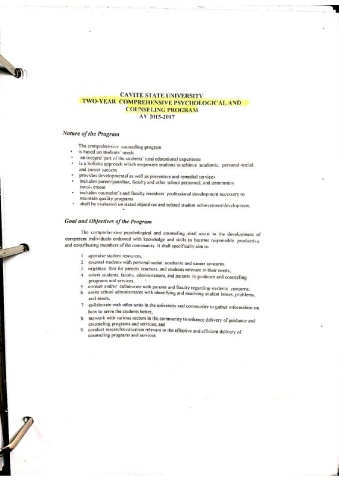 CAVITE STATE UNIVERSITY
TWO-YEAR COMPREHENSIVE PSYCHOLOGICAL AND
COUNSELING PROGRAM
AY 2015-2017
Nature of the Program
The comprehensive counseling program
• is based on students' needs
• an integral part of the students' total educational experience
• is a holistic approach which empowers students to achieve academic, personal-social,
and career success
• provides developmental as well as preventive and remedial services
• includes parent/guardian, faculty and other school personnel, and community
involvement
• includes counselor's and faculty members' professional development necessary to
maintain quality programs
• shall be evaluated on stated objectives and related student achievement/development
Goal and Objectives of the Program
The comprehensive psychological and counseling shall assist in the development of
competent individuals endowed with knowledge and skills to become responsible, productive
and contributing members of the community. It shall specifically aim to
1. appraise student resources,
2. counsel students with personal-social, academic and career concerns,
3. organize fora for parents, teachers, and students relevant to their needs,
4. orient students, faculty, administrators, and parents to guidance and counseling
programs and services,
5. consult and/or collaborate with parents and faculty regarding students' concerns,
6. assist school administrators with identifying and resolving student issues, problems,
and needs,
7. collaborate with other units in the university and community to gather information on
how to serve the students better,
8. network with various sectors in the community to enhance delivery of guidance and
counseling programs and services; and
9. conduct research/evaluation relevant to the effective and efficient delivery of
counseling programs and services